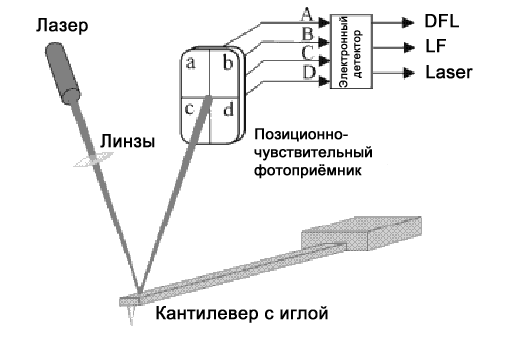 Лазер
Линзы
a b
c d
A
B
C
D
Электронный
детектор
DFL
LF
Laser
Позиционно-
чувствительный
фотоприёмник
Кантилевер с иглой